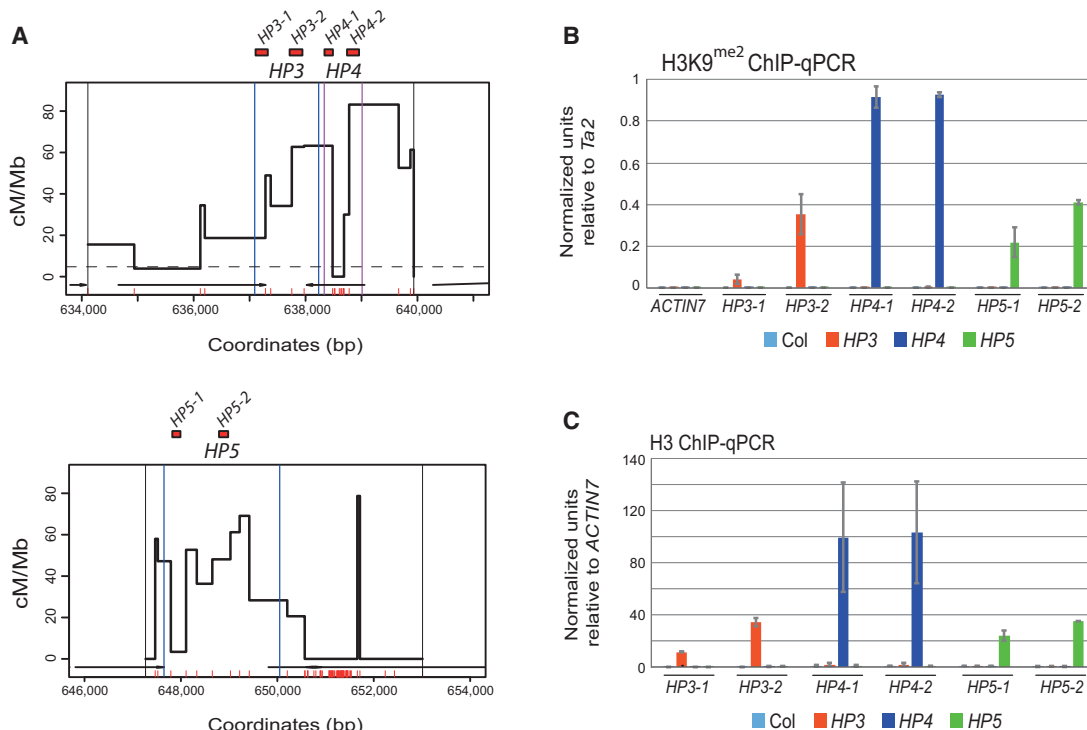 A
HP3-1
HP3-2
HP4-1
HP4-2
HP3
HP4
80
60
40
20
0
cM/Mb
634,000
636,000
638,000
640,000
Coordinates (bp)
HP5-1
HP5-2
HP5
80
60
40
20
0
cM/Mb
646,000
648,000
650,000
652,000
654,000
Coordinates (bp)
B
H3K9me2 ChIP-qPCR
1
0.8
0.6
0.4
0.2
0
Normalized units
relative to Ta2
ACTIN7
HP3-1
HP3-2
HP4-1
HP4-2
HP5-1
HP5-2
Col
HP3
HP4
HP5
C
H3 ChIP-qPCR
140
120
80
60
40
20
0
Normalized units
relative to ACTIN7
HP3-1
HP3-2
HP4-1
HP4-2
HP5-1
HP5-2
Col
HP3
HP4
HP5